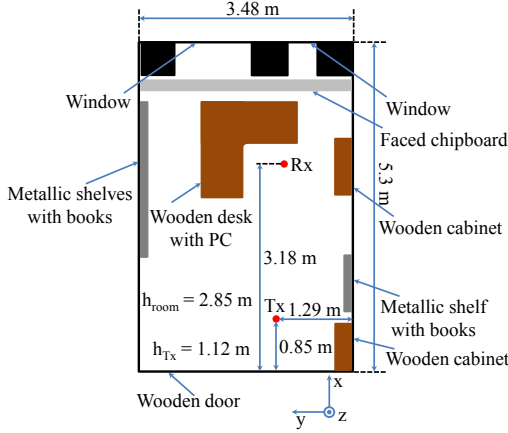 3.48 m
Window
Window
Faced chipboard
Rx
5.3 m
Metallic shelves
with books
Wooden desk
with PC
Wooden cabinet
3.18 m
h_room = 2.85 m
Tx
1.29 m
Metallic shelf
with books
h_Tx = 1.12 m
0.85 m
Wooden cabinet
x
Wooden door
y
z